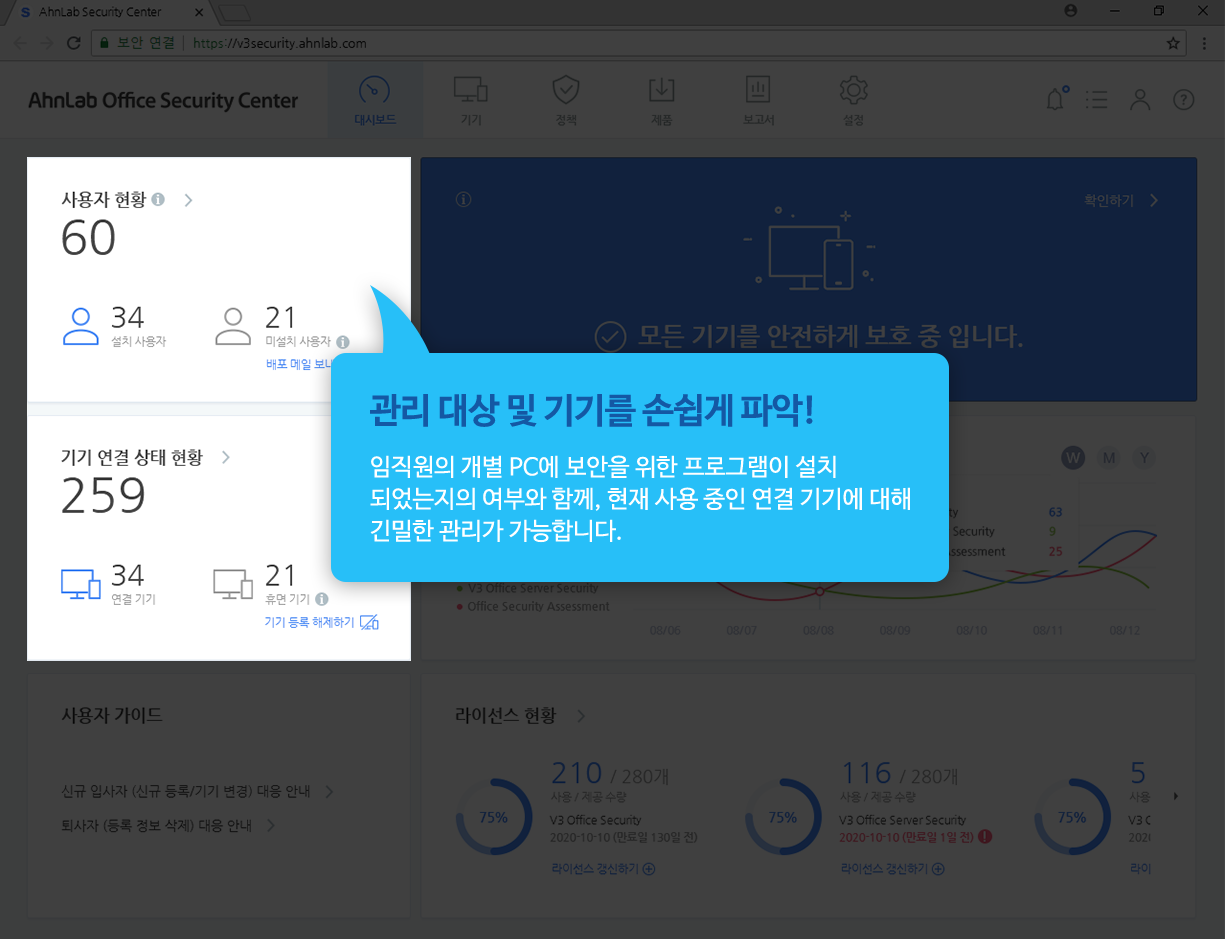 AhnLab Security Center
보안 연결
https://v3security.ahnlab.com
AhnLab Office Security Center
대시보드
기기
정책
제품
보고서
설정
사용자 현황
60
34
설치 사용자
21
미설치 사용자
배포 메일 보내
확인하기
모든 기기를 안전하게 보호 중 입니다.
관리 대상 및 기기를 손쉽게 파악!
임직원의 개별 PC에 보안을 위한 프로그램이 설치
되었는지의 여부와 함께, 현재 사용 중인 연결 기기에 대해
긴밀한 관리가 가능합니다.
기기 연결 상태 현황
259
34
연결 기기
21
휴면 기기
기기 등록 해제하기
W M Y
63
Security 9
25
V3 Office Server Security
Office Security Assessment
08/06 08/07 08/08 08/09 08/10 08/11 08/12
사용자 가이드
신규 입사자 (신규 등록/기기 변경) 대응 안내
퇴사자 (등록 정보 삭제) 대응 안내
라이선스 현황
75%
210 / 280개
사용 / 제공 수량
V3 Office Security
2020-10-10 (만료일 130일 전)
라이선스 갱신하기
75%
116 / 280개
사용 / 제공 수량
V3 Office Server Security
2020-10-10 (만료일 1일 전)
라이선스 갱신하기
75%
5
사용
V3
202
라이